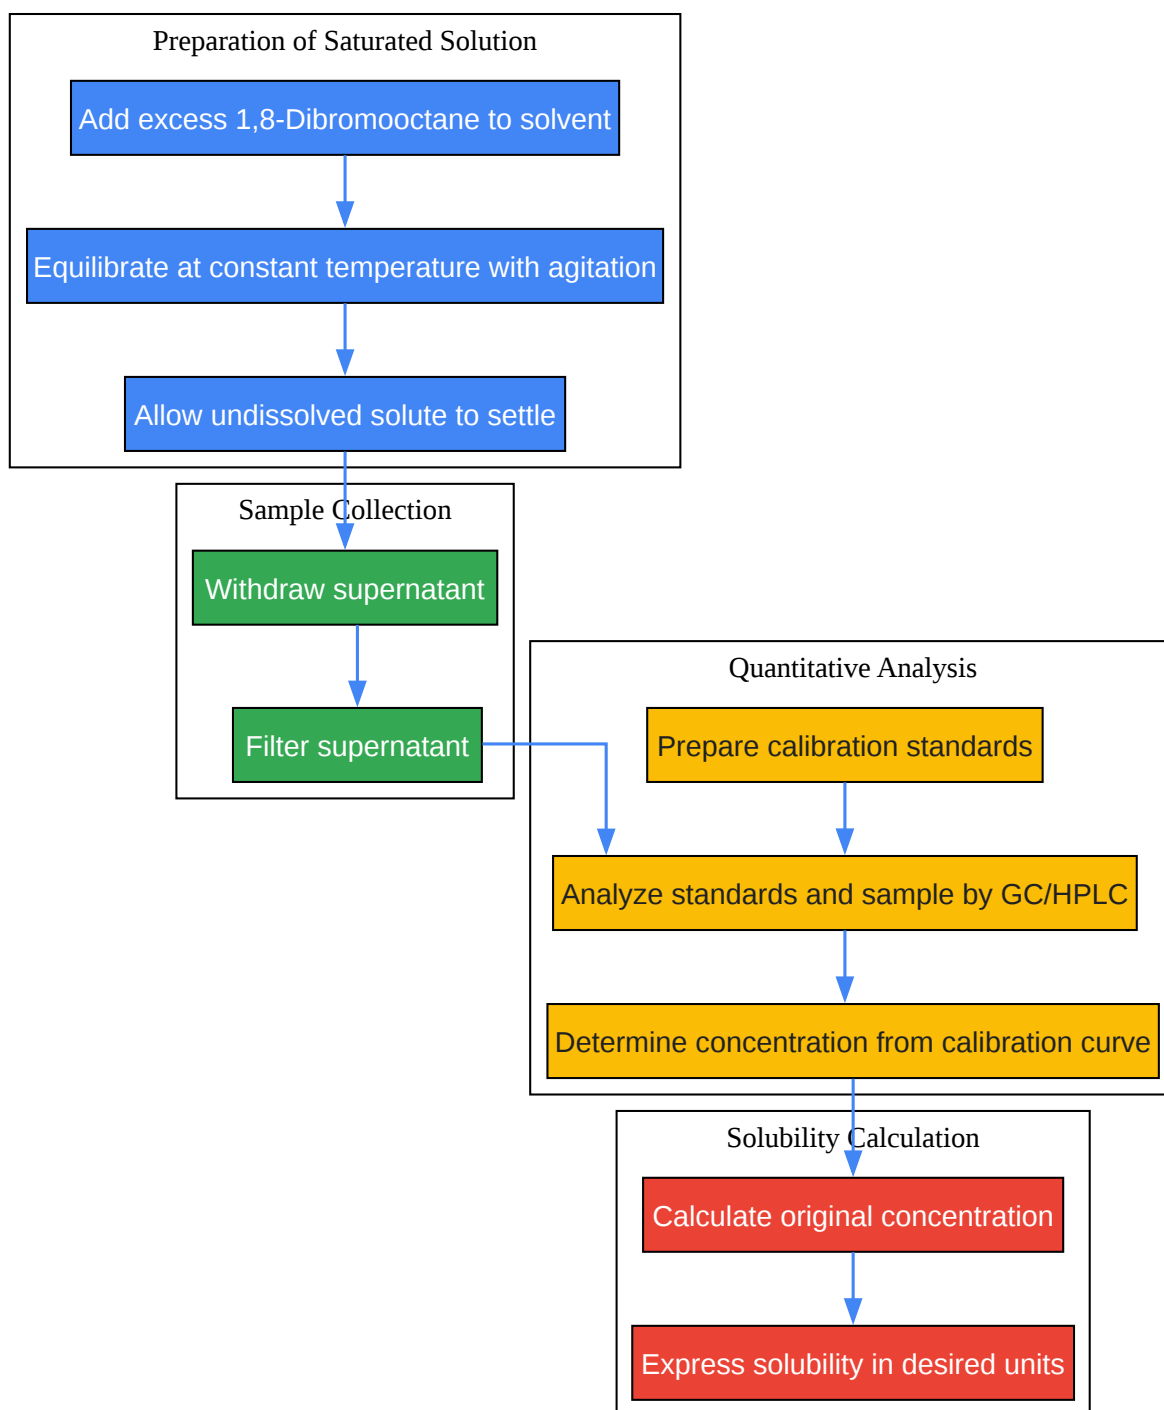 Preparation of Saturated Solution
Add excess 1,8-Dibromooctane to solvent
Equilibrate at constant temperature with agitation
Allow undissolved solute to settle
Sample Collection
Withdraw supernatant
Filter supernatant
Quantitative Analysis
Prepare calibration standards
Analyze standards and sample by GC/HPLC
Determine concentration from calibration curve
Solubility Calculation
Calculate original concentration
Express solubility in desired units